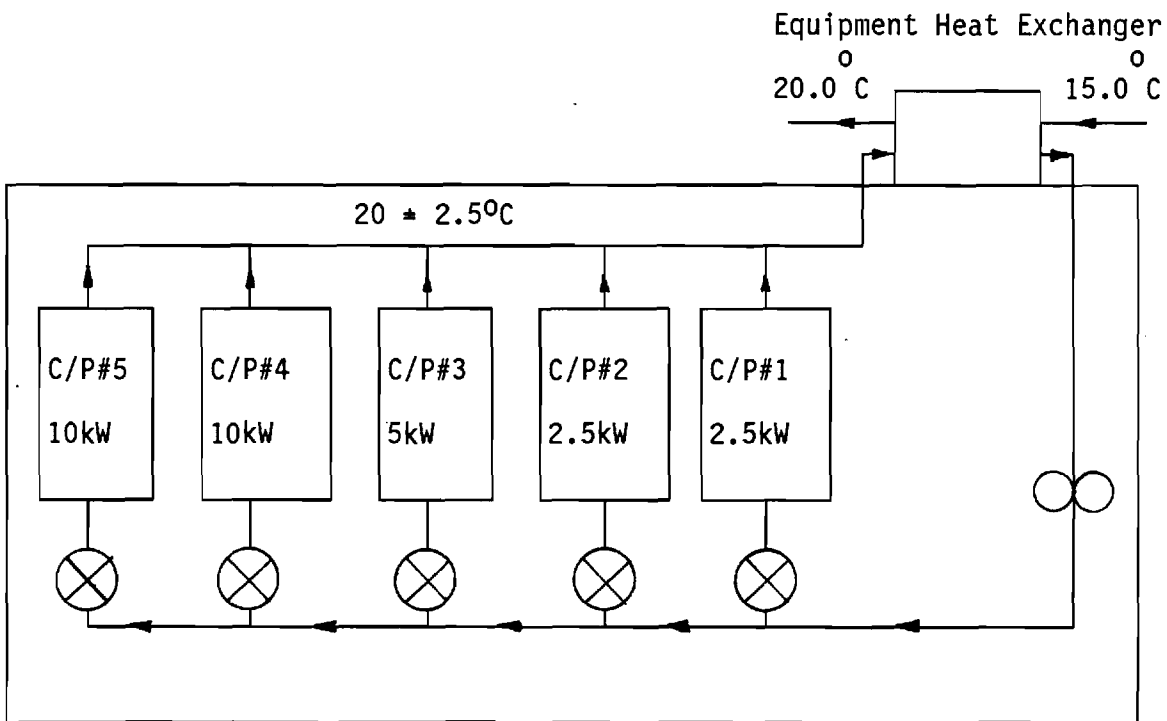 Equipment Heat Exchanger
o o
20.0 C 15.0 C
20 ± 2.5ºC
C/P#5 C/P#4 C/P#3 C/P#2 C/P#1
10kW 10kW 5kW 2.5kW 2.5kW